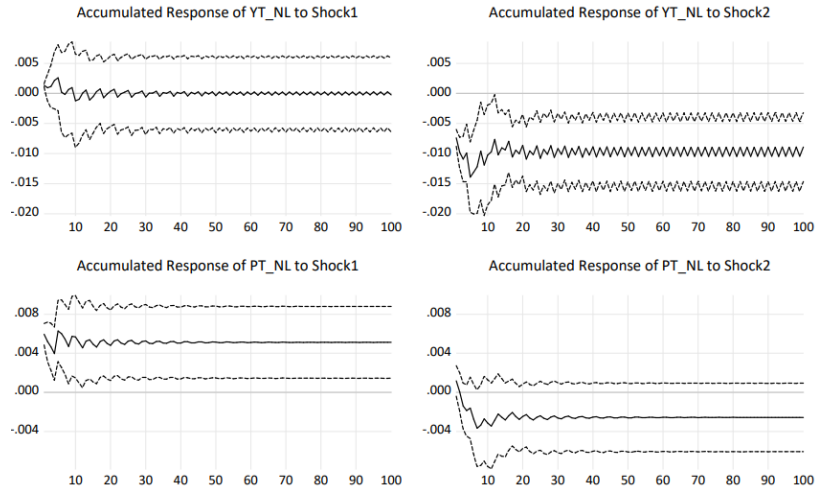 Accumulated Response of YT_NL to Shock1
.005
.000
-.005
-.010
-.015
-.020
10 20 30 40 50 60 70 80 90 100
Accumulated Response of YT_NL to Shock2
.005
.000
-.005
-.010
-.015
-.020
10 20 30 40 50 60 70 80 90 100
Accumulated Response of PT_NL to Shock1
.008
.004
.000
-.004
10 20 30 40 50 60 70 80 90 100
Accumulated Response of PT_NL to Shock2
.008
.004
.000
-.004
10 20 30 40 50 60 70 80 90 100